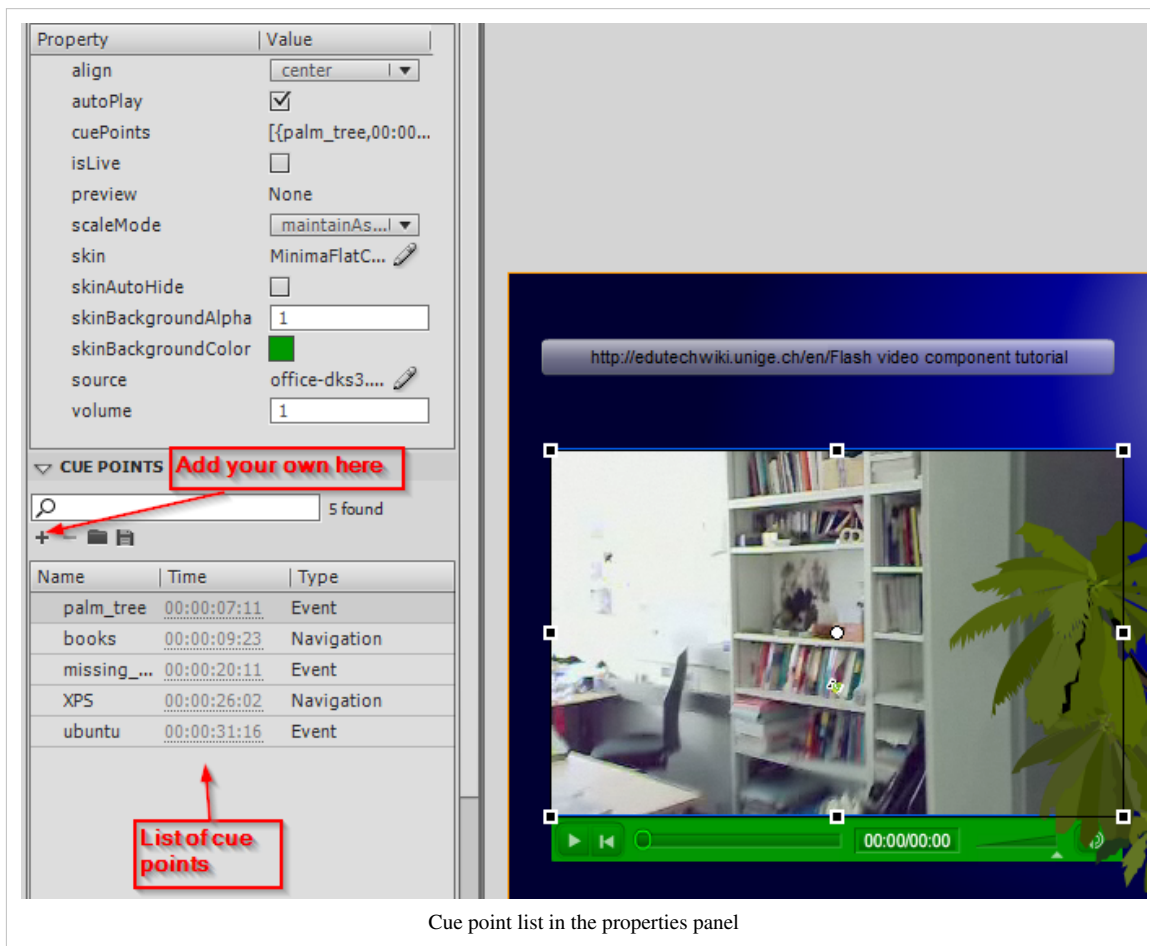 Property Value
align center
autoPlay
cuePoints [{palm_tree,00:00...
isLive
preview None
scaleMode maintainAs...
skin MinimaFlatC...
skinAutoHide
skinBackgroundAlpha 1
skinBackgroundColor
source office-dks3....
volume 1
CUE POINTS Add your own here
5 found
Name Time Type
palm_tree 00:00:07:11 Event
books 00:00:09:23 Navigation
missing_... 00:00:20:11 Event
XPS 00:00:26:02 Navigation
ubuntu 00:00:31:16 Event
List of cue
points
http://edutechwiki.unige.ch/en/Flash video component tutorial
00:00/00:00
Cue point list in the properties panel